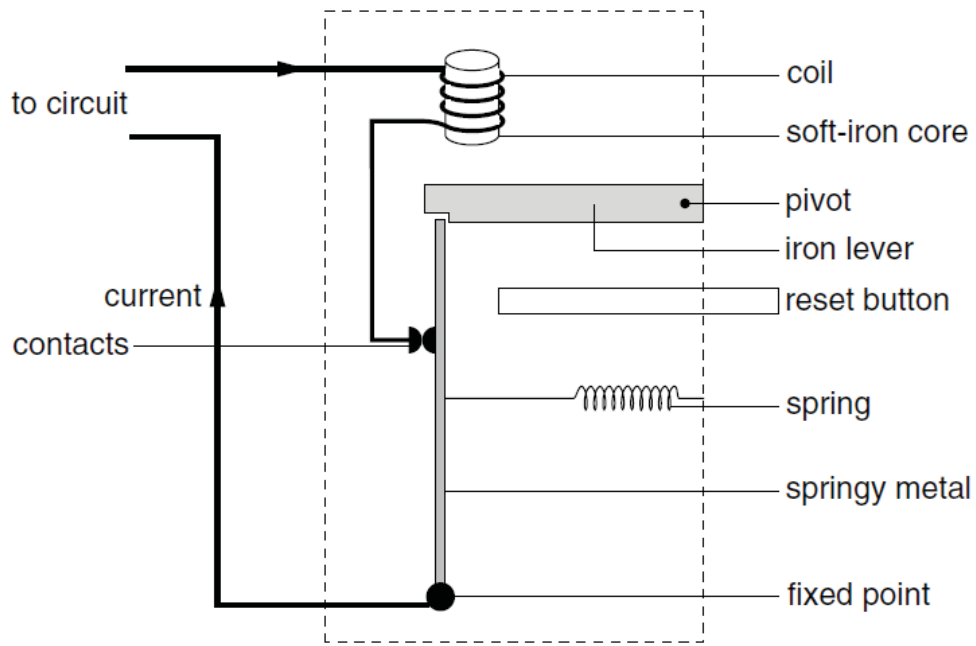 coil
to circuit
soft-iron core
pivot
iron lever
current
reset button
contacts
spring
springy metal
fixed point